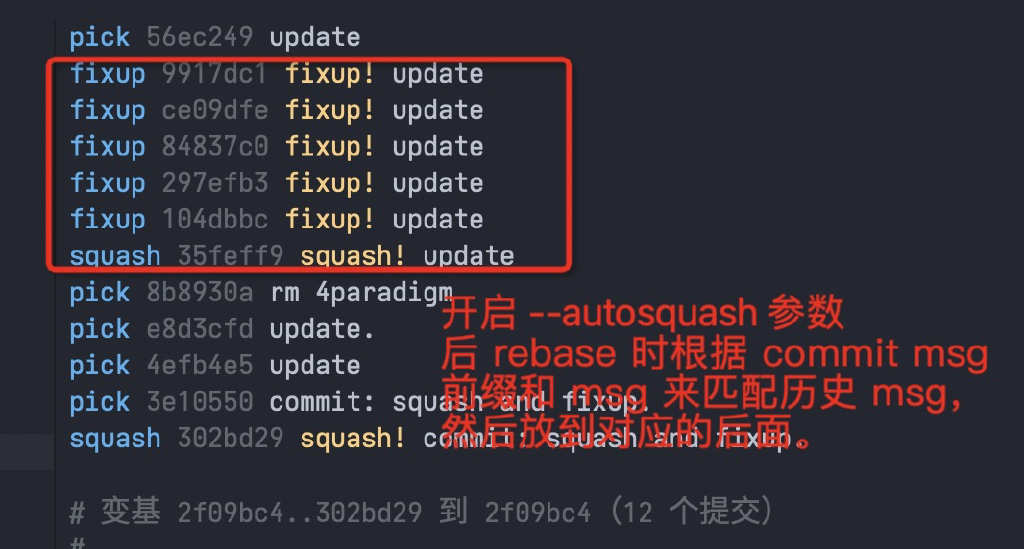 pick 56ec249 update
fixup 9917dc1 fixup! update
fixup ce09dfe fixup! update
fixup 84837c0 fixup! update
fixup 297efb3 fixup! update
fixup 104dbbc fixup! update
squash 35feff9 squash! update
pick 8b8930a rm 4paradigm
pick e8d3cfd update.
pick 4efb4e5 update
pick 3e10550 commit: squash and fixup.
squash 302bd29 squash! commit: squash and fixup.
开启 --autosquash 参数
后 rebase 时根据 commit msg
前缀和 msg 来匹配历史 msg，
然后放到对应的后面。
# 变基 2f09bc4..302bd29 到 2f09bc4（12 个提交）
#